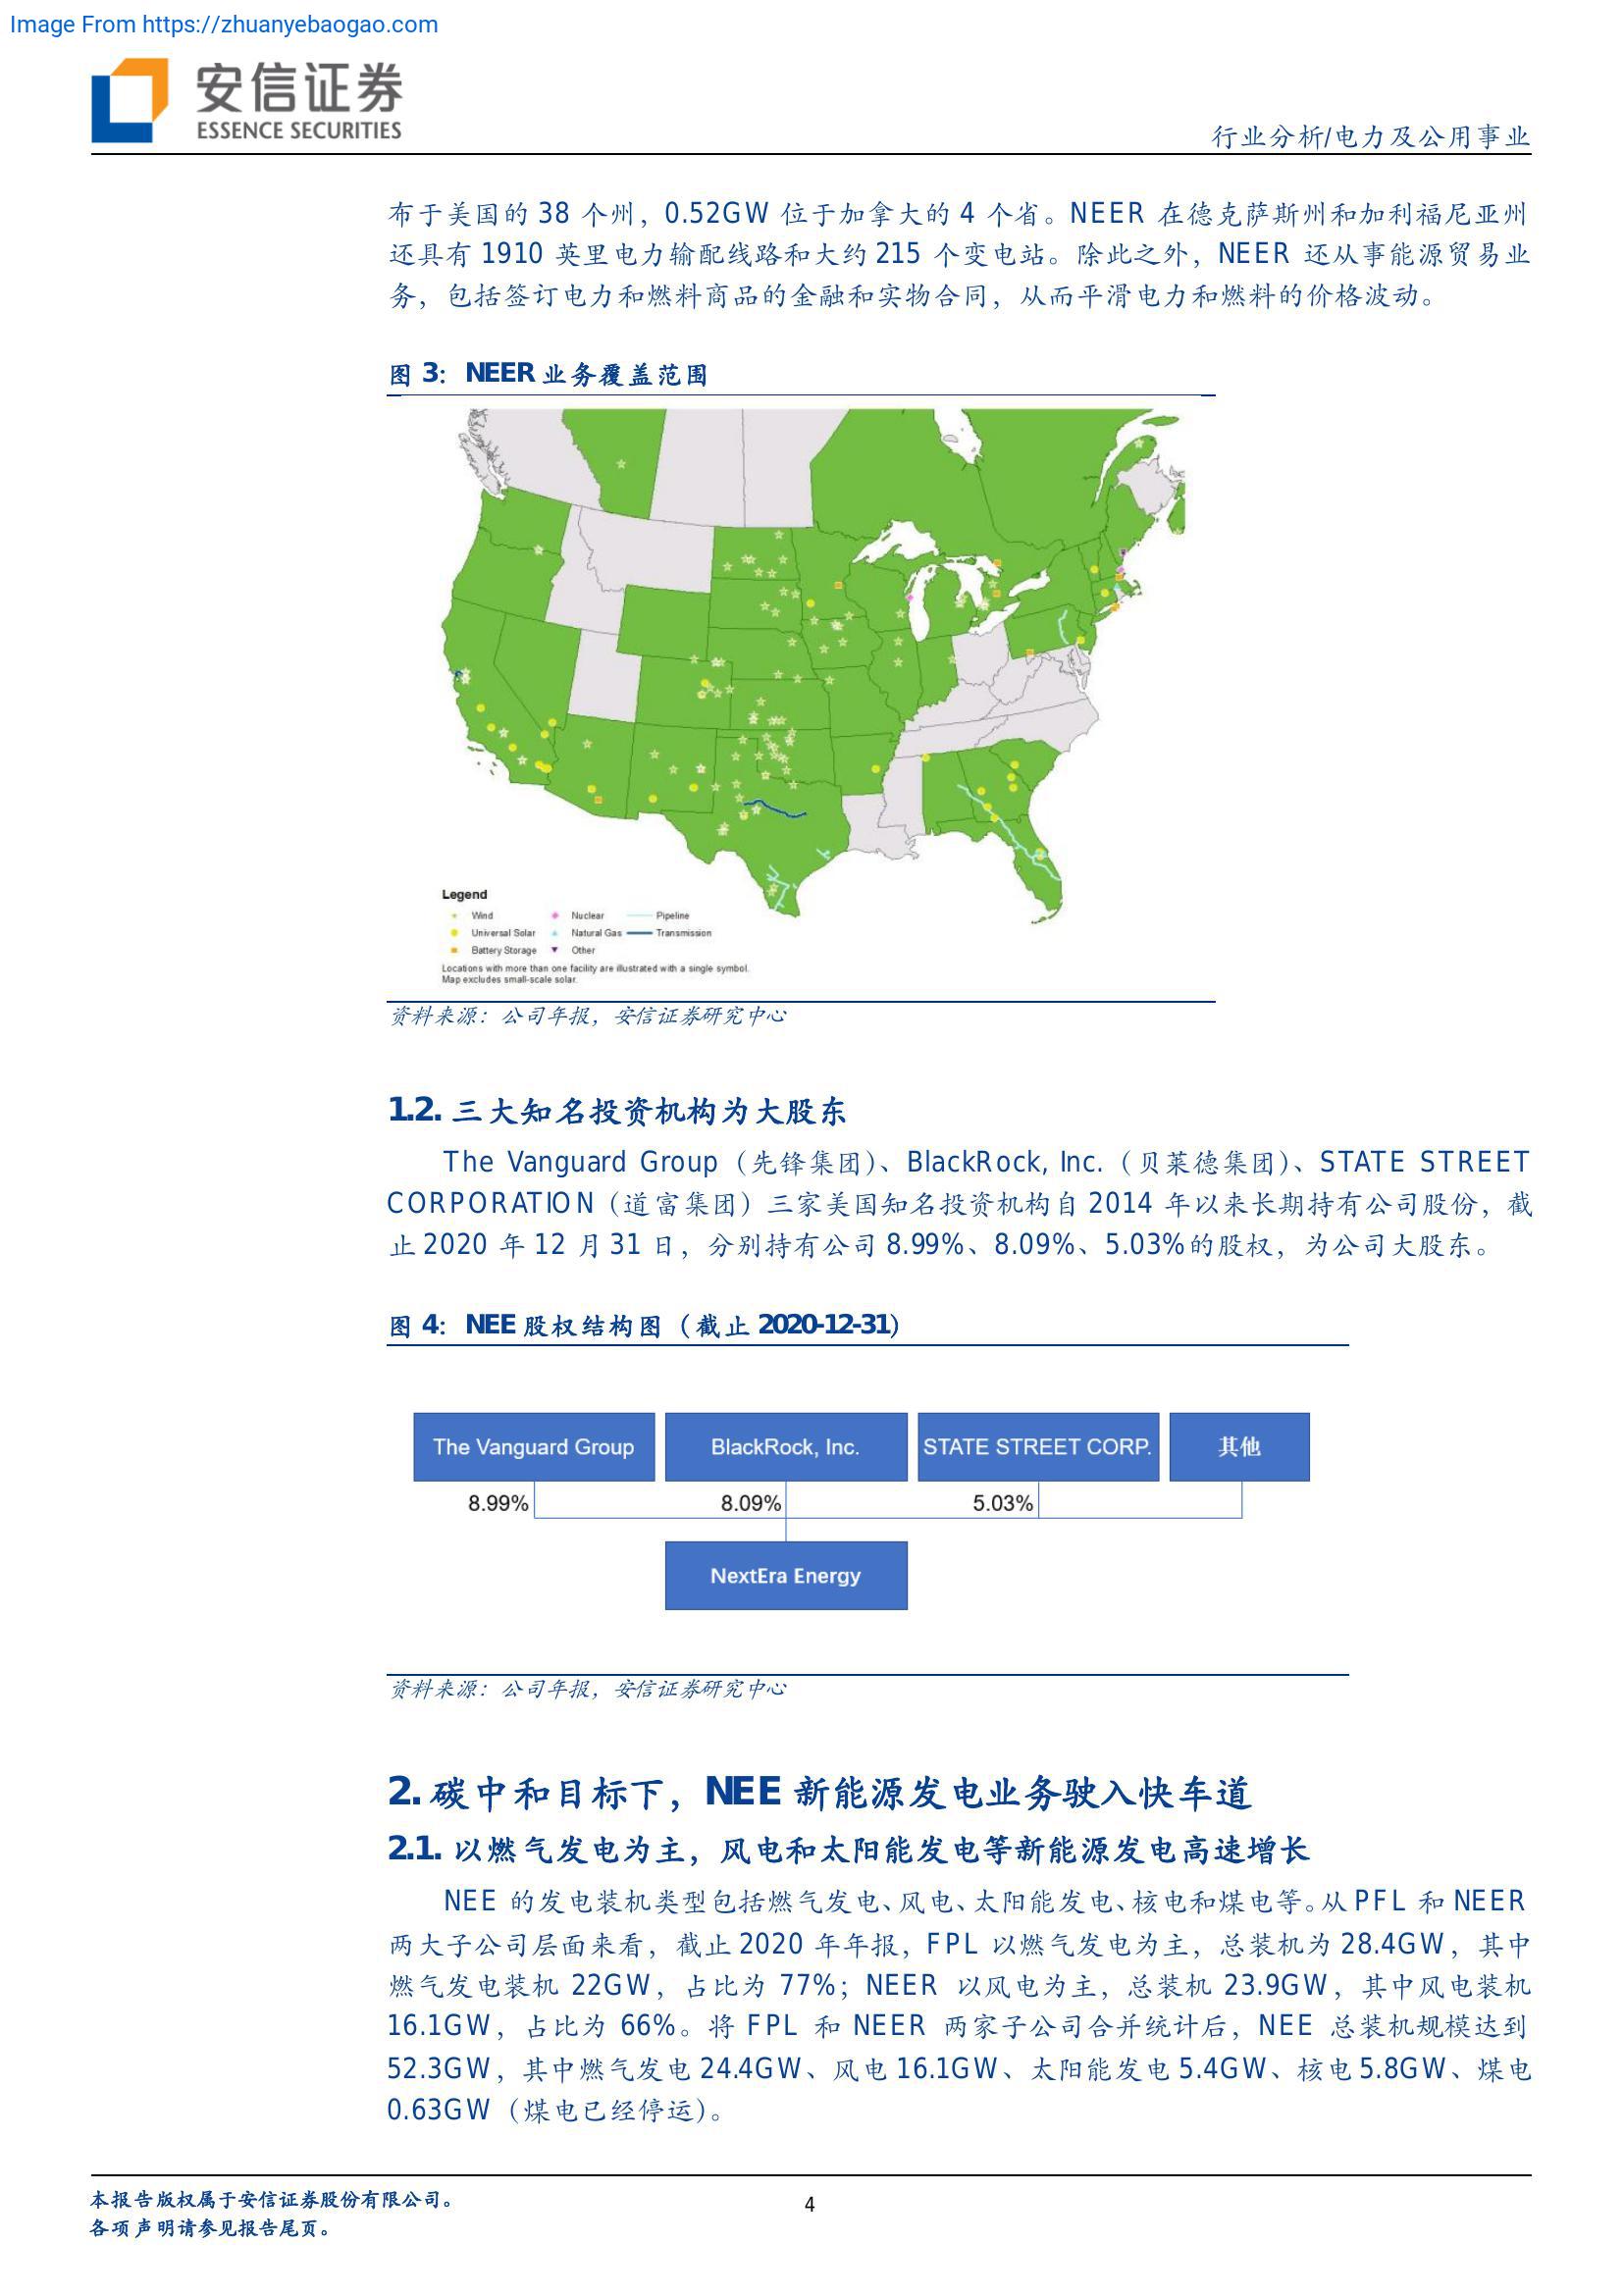 Image From https://zhuanyebaogao.com
安信证券
ESSENCE SECURITIES
行业分析/电力及公用事业
布于美国的 38 个州，0.52GW 位于加拿大的 4 个省。NEER 在德克萨斯州和加利福尼亚州
还具有 1910 英里电力输配线路和大约 215 个变电站。除此之外，NEER 还从事能源贸易业
务，包括签订电力和燃料商品的金融和实物合同，从而平滑电力和燃料的价格波动。
图 3：NEER 业务覆盖范围
Legend
Wind
Nuclear
Pipeline
Universal Solar
Natural Gas
Transmission
Battery Storage
Other
Locations with more than one facility are illustrated with a single symbol.
Map excludes small-scale solar.
资料来源：公司年报，安信证券研究中心
1.2. 三大知名投资机构为大股东
The Vanguard Group（先锋集团）、BlackRock, Inc.（贝莱德集团）、STATE STREET
CORPORATION（道富集团）三家美国知名投资机构自 2014 年以来长期持有公司股份，截
止 2020 年 12 月 31 日，分别持有公司 8.99%、8.09%、5.03%的股权，为公司大股东。
图 4：NEE 股权结构图（截止 2020-12-31）
The Vanguard Group
BlackRock, Inc.
STATE STREET CORP.
其他
8.99%
8.09%
5.03%
NextEra Energy
资料来源：公司年报，安信证券研究中心
2. 碳中和目标下，NEE 新能源发电业务驶入快车道
2.1. 以燃气发电为主，风电和太阳能发电等新能源发电高速增长
NEE 的发电装机类型包括燃气发电、风电、太阳能发电、核电和煤电等。从 PFL 和 NEER
两大子公司层面来看，截止 2020 年年报，FPL 以燃气发电为主，总装机为 28.4GW，其中
燃气发电装机 22GW，占比为 77%；NEER 以风电为主，总装机 23.9GW，其中风电装机
16.1GW，占比为 66%。将 FPL 和 NEER 两家子公司合并统计后，NEE 总装机规模达到
52.3GW，其中燃气发电 24.4GW、风电 16.1GW、太阳能发电 5.4GW、核电 5.8GW、煤电
0.63GW（煤电已经停运）。
本报告版权属于安信证券股份有限公司。
各项声明请参见报告尾页。
4